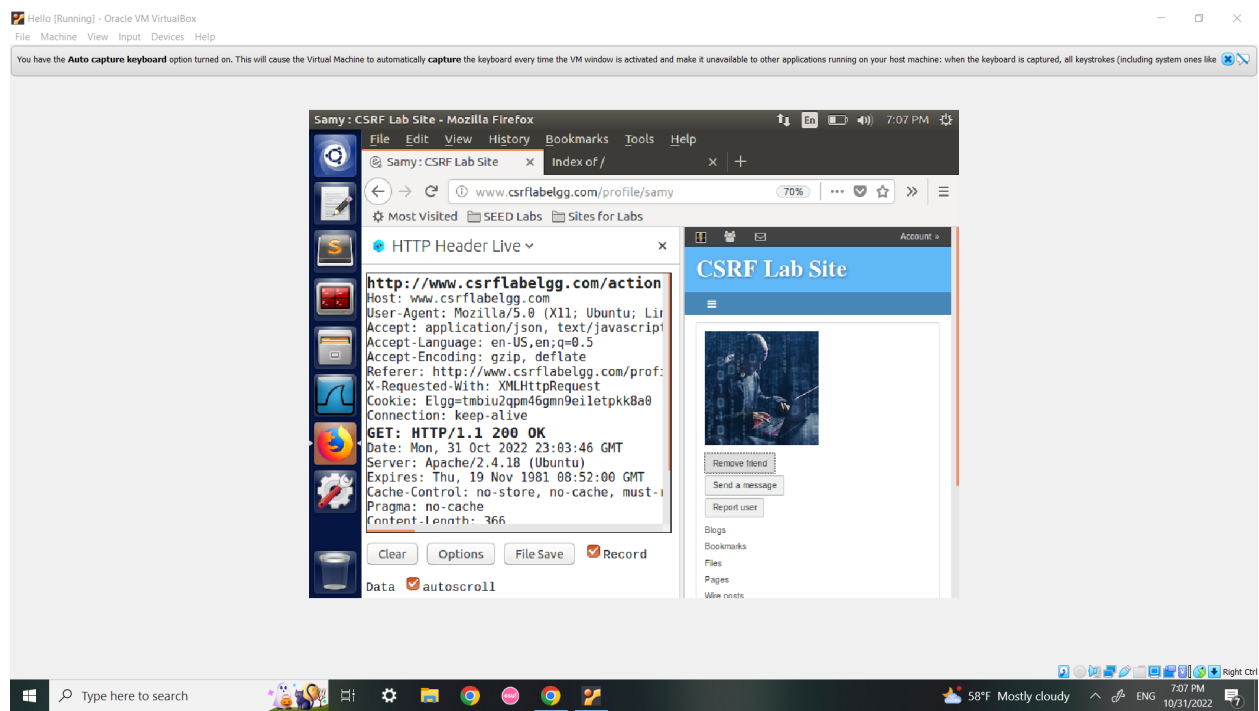 Hello [Running] - Oracle VM VirtualBox
File Machine View Input Devices Help
You have the Auto capture keyboard option turned on. This will cause the Virtual Machine to automatically capture the keyboard every time the VM window is activated and make it unavailable to other applications running on your host machine: when the keyboard is captured, all keystrokes (including system ones like
Samy : CSRF Lab Site - Mozilla Firefox
En
7:07 PM
File Edit View History Bookmarks Tools Help
Samy : CSRF Lab Site
Index of /
www.csrflabelgg.com/profile/samy
70%
Most Visited SEED Labs Sites for Labs
HTTP Header Live
http://www.csrflabelgg.com/action
Host: www.csrflabelgg.com
User-Agent: Mozilla/5.0 (X11; Ubuntu; Lin
Accept: application/json, text/javascript
Accept-Language: en-US,en;q=0.5
Accept-Encoding: gzip, deflate
Referer: http://www.csrflabelgg.com/profi
X-Requested-With: XMLHttpRequest
Cookie: Elgg=tmbiu2qpm46gmn9ei1etpkk8a0
Connection: keep-alive
GET: HTTP/1.1 200 OK
Date: Mon, 31 Oct 2022 23:03:46 GMT
Server: Apache/2.4.18 (Ubuntu)
Expires: Thu, 19 Nov 1981 08:52:00 GMT
Cache-Control: no-store, no-cache, must-r
Pragma: no-cache
Content-Length: 366
Clear Options File Save Record
Data autoscroll
Account »
CSRF Lab Site
Remove friend
Send a message
Report user
Blogs
Bookmarks
Files
Pages
Wire posts
Right Ctrl
Type here to search
esu!
58°F Mostly cloudy
ENG
7:07 PM
10/31/2022
7